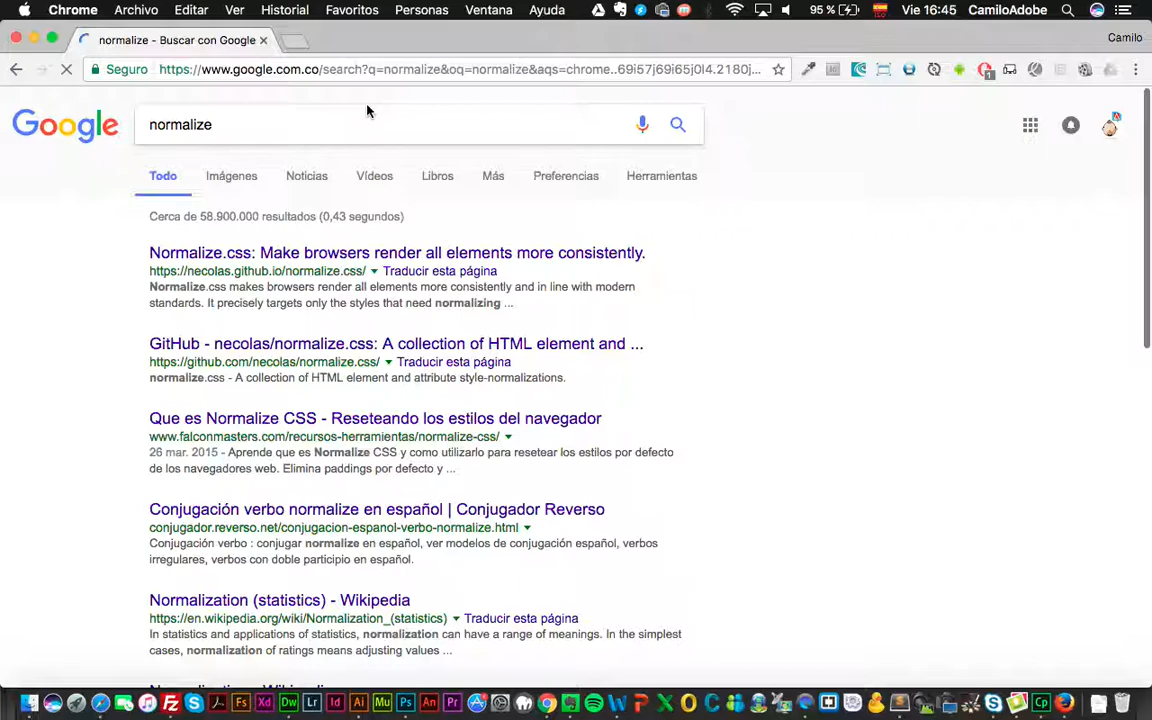 Chrome Archivo Editar Ver Historial Favoritos Personas Ventana Ayuda 95 % Vie 16:45 CamiloAdobe
normalize - Buscar con Google Camilo
Seguro https://www.google.com.co/search?q=normalize&oq=normalize&aqs=chrome..69i57j69i65j0l4.2180j...
Google normalize
Todo Imágenes Noticias Vídeos Libros Más Preferencias Herramientas
Cerca de 58.900.000 resultados (0,43 segundos)
Normalize.css: Make browsers render all elements more consistently.
https://necolas.github.io/normalize.css/ Traducir esta página
Normalize.css makes browsers render all elements more consistently and in line with modern
standards. It precisely targets only the styles that need normalizing ...
GitHub - necolas/normalize.css: A collection of HTML element and ...
https://github.com/necolas/normalize.css/ Traducir esta página
normalize.css - A collection of HTML element and attribute style-normalizations.
Que es Normalize CSS - Reseteando los estilos del navegador
www.falconmasters.com/recursos-herramientas/normalize-css/
26 mar. 2015 - Aprende que es Normalize CSS y como utilizarlo para resetear los estilos por defecto
de los navegadores web. Elimina paddings por defecto y ...
Conjugación verbo normalize en español | Conjugador Reverso
conjugador.reverso.net/conjugacion-espanol-verbo-normalize.html
Conjugación verbo : conjugar normalize en español, ver modelos de conjugación español, verbos
irregulares, verbos con doble participio en español.
Normalization (statistics) - Wikipedia
https://en.wikipedia.org/wiki/Normalization_(statistics) Traducir esta página
In statistics and applications of statistics, normalization can have a range of meanings. In the simplest
cases, normalization of ratings means adjusting values ...
Fs Xd Dw Lr Id Ai Mu Ps An Pr Cp